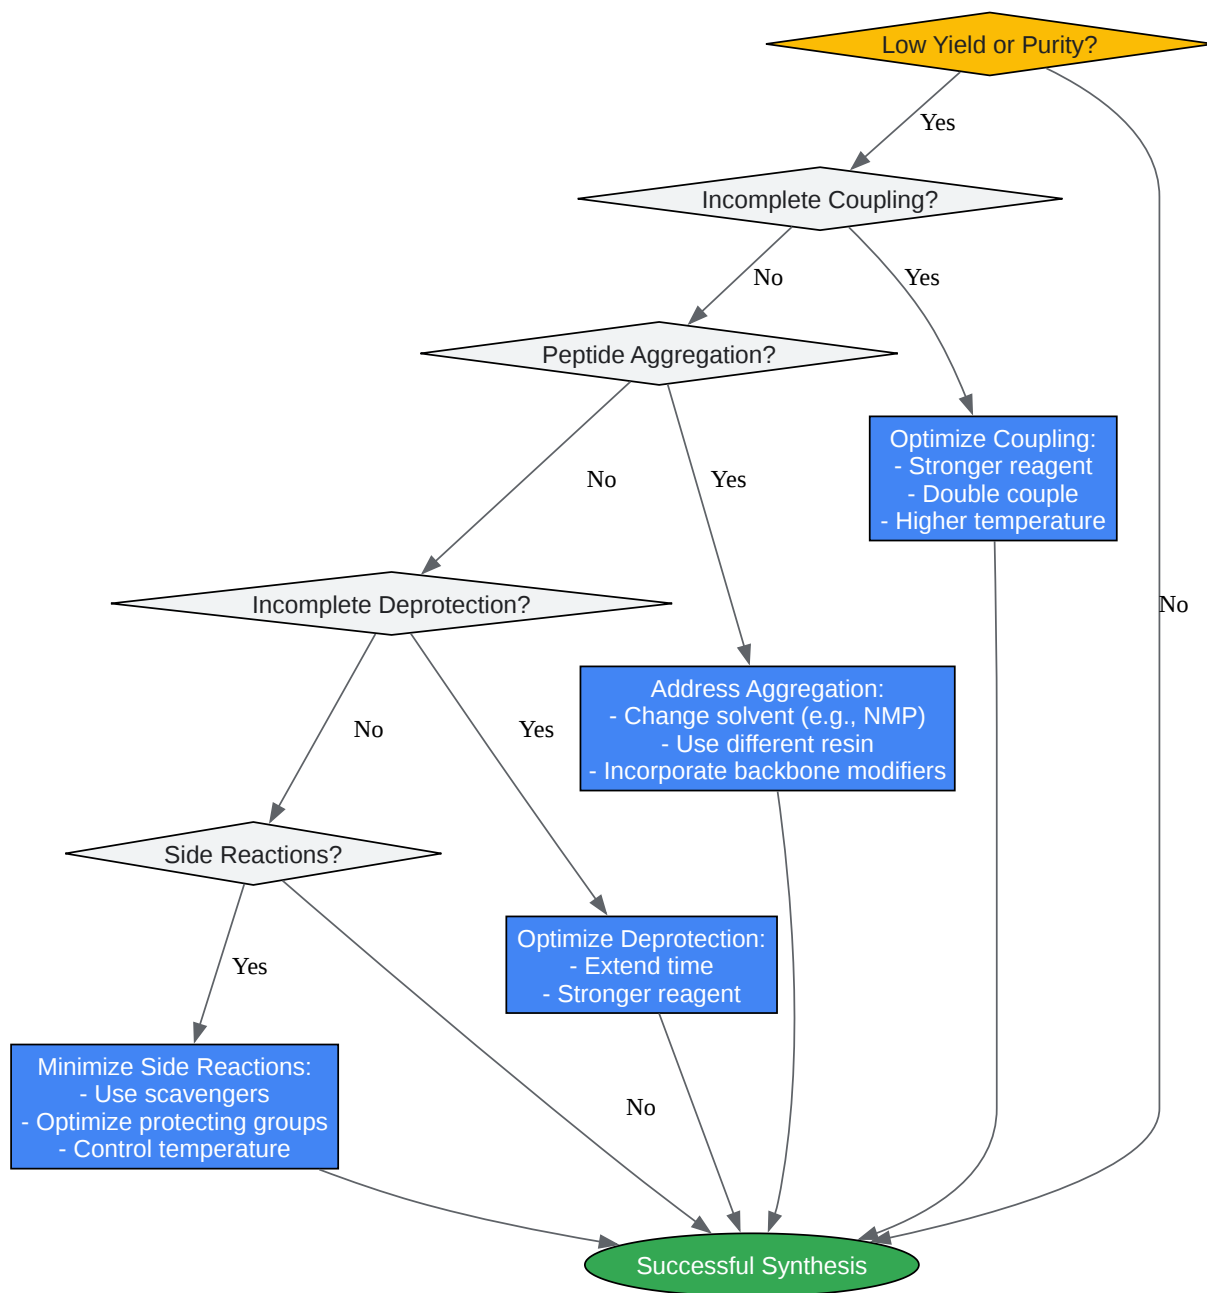 Low Yield or Purity?
Yes
Incomplete Coupling?
No
Yes
Peptide Aggregation?
Optimize Coupling:
- Stronger reagent
- Double couple
- Higher temperature
No
Yes
Incomplete Deprotection?
No
Address Aggregation:
- Change solvent (e.g., NMP)
- Use different resin
- Incorporate backbone modifiers
No
Yes
Side Reactions?
Optimize Deprotection:
- Extend time
- Stronger reagent
Yes
Minimize Side Reactions:
- Use scavengers
- Optimize protecting groups
- Control temperature
No
Successful Synthesis